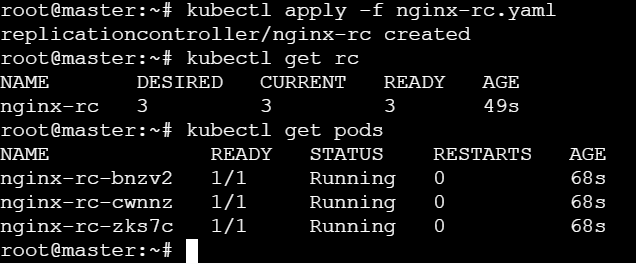 root@master:~# kubectl apply -f nginx-rc.yaml
replicationcontroller/nginx-rc created
root@master:~# kubectl get rc
NAME DESIRED CURRENT READY AGE
nginx-rc 3 3 3 49s
root@master:~# kubectl get pods
NAME READY STATUS RESTARTS AGE
nginx-rc-bnzv2 1/1 Running 0 68s
nginx-rc-cwnnz 1/1 Running 0 68s
nginx-rc-zks7c 1/1 Running 0 68s
root@master:~#